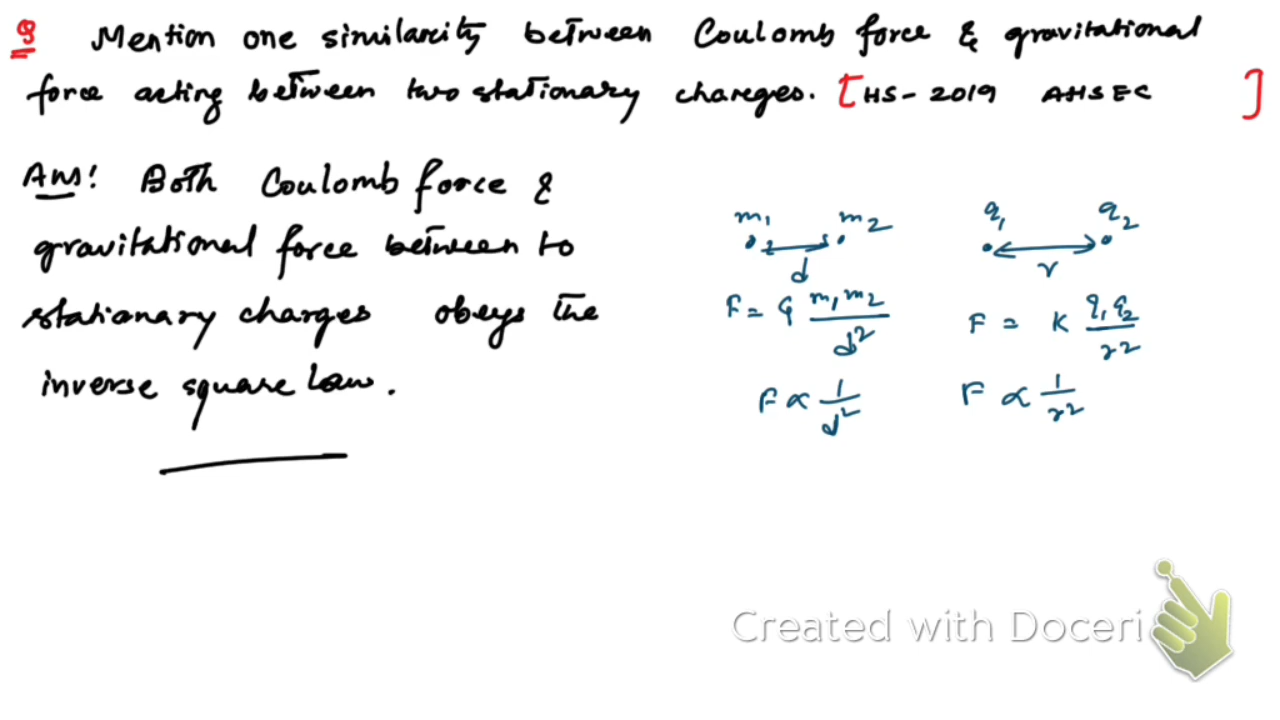 Q Mention one similarity between Coulomb force & gravitational
force acting between two stationary chareges. [HS - 2019 AHSEC ]
Ans: Both Coulomb force &
gravitational force between to
stationary charges obeys the
inverse square law.
m₁ m₂
d
F = G m₁m₂/d²
F ∝ 1/d²
q₁ q₂
r
F = K q₁q₂/r²
F ∝ 1/r²
Created with Doceri